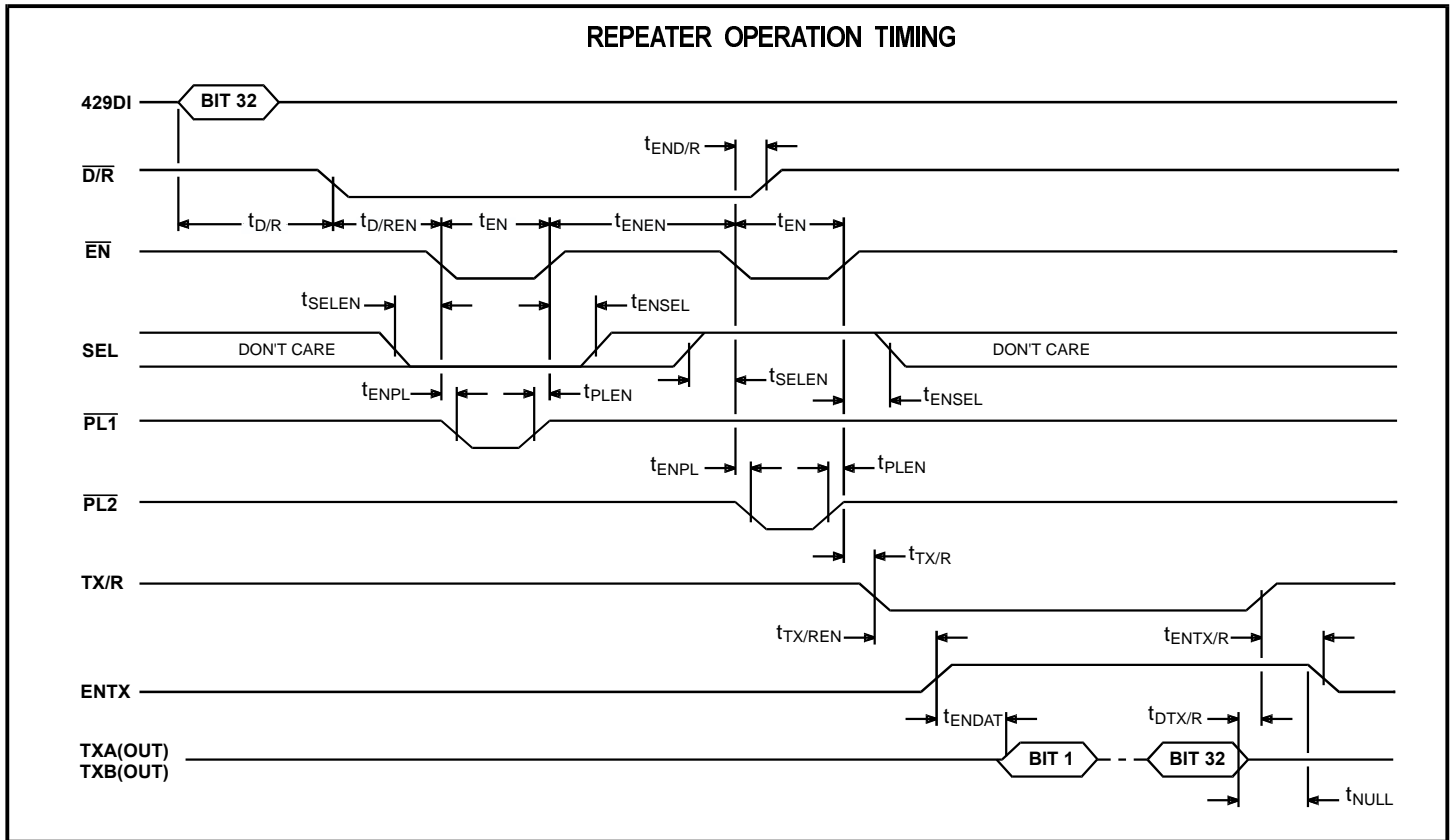 REPEATER OPERATION TIMING
429DI
BIT 32
tEND/R
D/R
tD/R
tD/REN
tEN
tENEN
tEN
EN
tSELEN
tENSEL
SEL
DON'T CARE
DON'T CARE
tSELEN
tENPL
tPLEN
tENSEL
PL1
tENPL
tPLEN
PL2
tTX/R
TX/R
tTX/REN
tENTX/R
ENTX
tENDAT
tDTX/R
TXA(OUT)
TXB(OUT)
BIT 1
BIT 32
tNULL